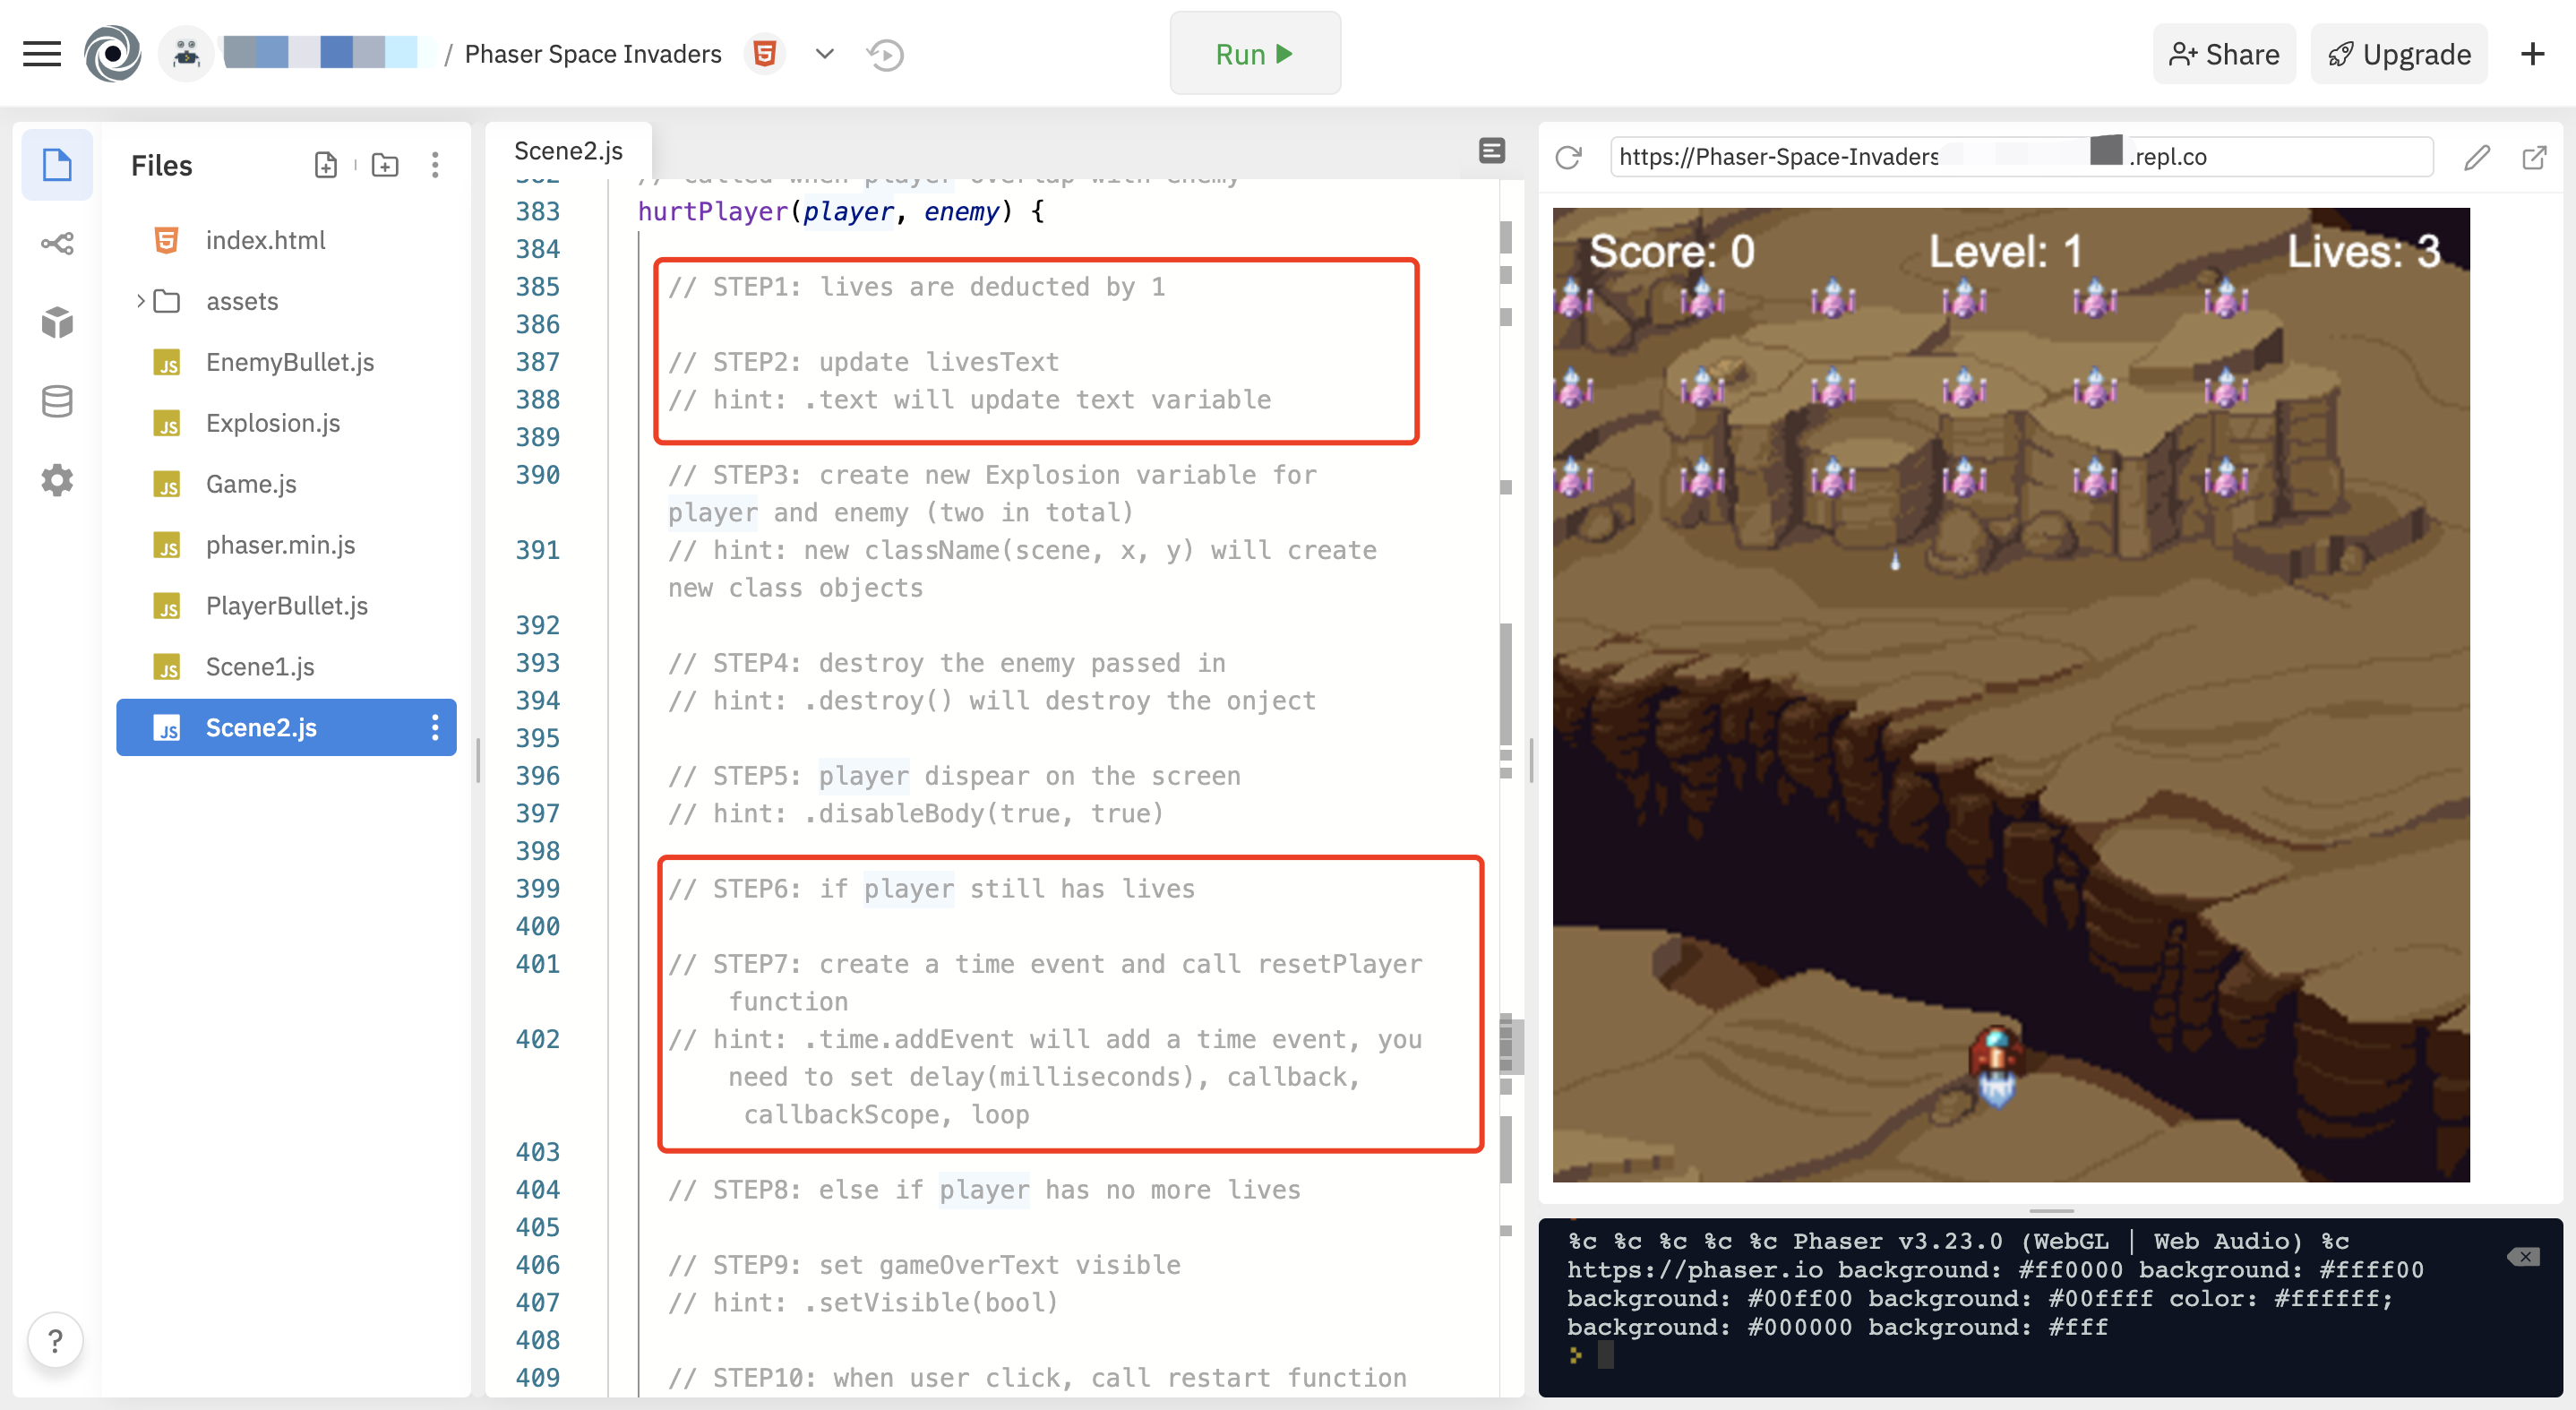 / Phaser Space Invaders
Run
Share
Upgrade
Files
index.html
assets
EnemyBullet.js
Explosion.js
Game.js
phaser.min.js
PlayerBullet.js
Scene1.js
Scene2.js
?
Scene2.js
382 // called when player overlap with enemy
383 hurtPlayer(player, enemy) {
384
385 // STEP1: lives are deducted by 1
386
387 // STEP2: update livesText
388 // hint: .text will update text variable
389
390 // STEP3: create new Explosion variable for
player and enemy (two in total)
391 // hint: new className(scene, x, y) will create
new class objects
392
393 // STEP4: destroy the enemy passed in
394 // hint: .destroy() will destroy the onject
395
396 // STEP5: player dispear on the screen
397 // hint: .disableBody(true, true)
398
399 // STEP6: if player still has lives
400
401 // STEP7: create a time event and call resetPlayer
function
402 // hint: .time.addEvent will add a time event, you
need to set delay(milliseconds), callback,
callbackScope, loop
403
404 // STEP8: else if player has no more lives
405
406 // STEP9: set gameOverText visible
407 // hint: .setVisible(bool)
408
409 // STEP10: when user click, call restart function
https://Phaser-Space-Invaders .repl.co
Score: 0 Level: 1 Lives: 3
%c %c %c %c %c Phaser v3.23.0 (WebGL | Web Audio) %c
https://phaser.io background: #ff0000 background: #ffff00
background: #00ff00 background: #00ffff color: #ffffff;
background: #000000 background: #fff
>